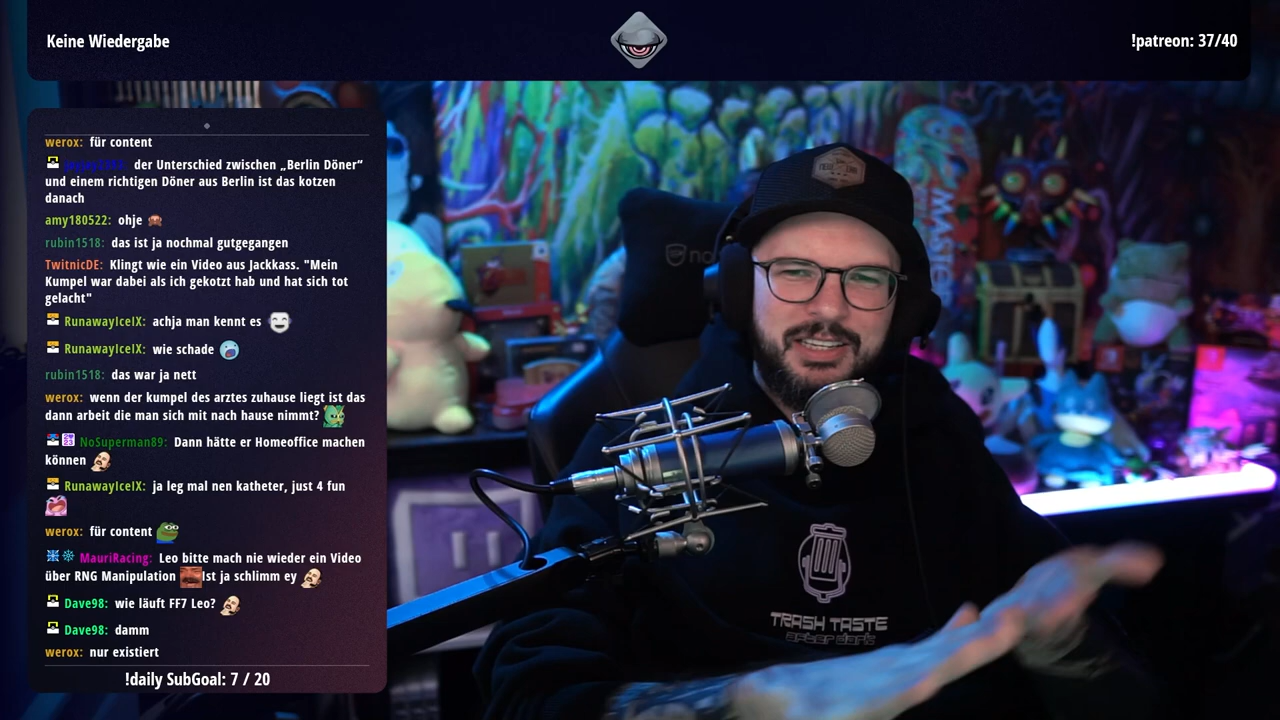 Keine Wiedergabe
!patreon: 37/40
werox: für content
der Unterschied zwischen „Berlin Döner“
und einem richtigen Döner aus Berlin ist das kotzen
danach
amy180522: ohje
rubin1518: das ist ja nochmal gutgegangen
TwitnicDE: Klingt wie ein Video aus Jackkass. "Mein
Kumpel war dabei als ich gekotzt hab und hat sich tot
gelacht"
RunawayIceIX: achja man kennt es
RunawayIceIX: wie schade
rubin1518: das war ja nett
werox: wenn der kumpel des arztes zuhause liegt ist das
dann arbeit die man sich mit nach hause nimmt?
NoSuperman89: Dann hätte er Homeoffice machen
können
RunawayIceIX: ja leg mal nen katheter, just 4 fun
werox: für content
MauriRacing: Leo bitte mach nie wieder ein Video
über RNG Manipulation Ist ja schlimm ey
Dave98: wie läuft FF7 Leo?
Dave98: damm
werox: nur existiert
!daily SubGoal: 7 / 20
MASTE
TRASH TASTE
after dark